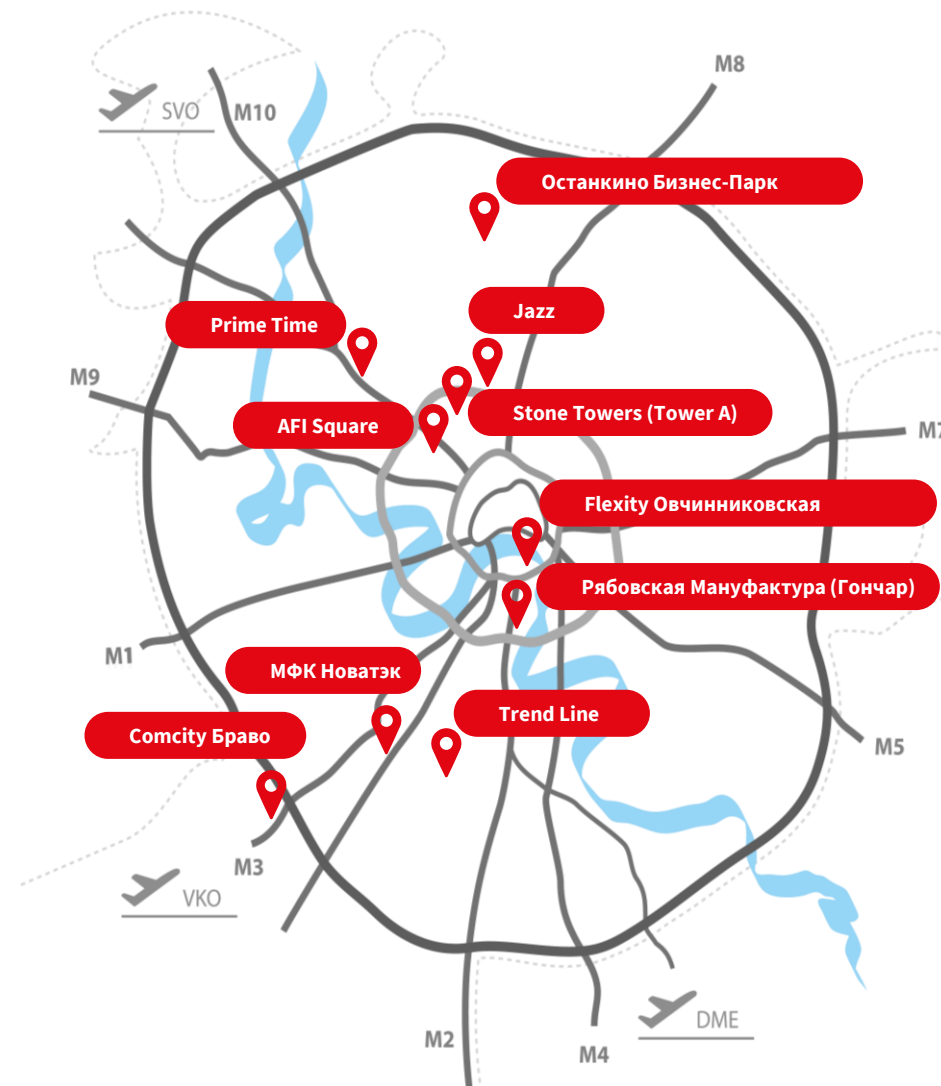 M8
SVO
M10
Останкино Бизнес-Парк
Jazz
Prime Time
M9
Stone Towers (Tower A)
AFI Square
M7
Flexity Овчинниковская
Рябовская Мануфактура (Гончар)
M1
МФК Новатэк
Trend Line
Comcity Браво
M5
M3
VKO
DME
M2
M4